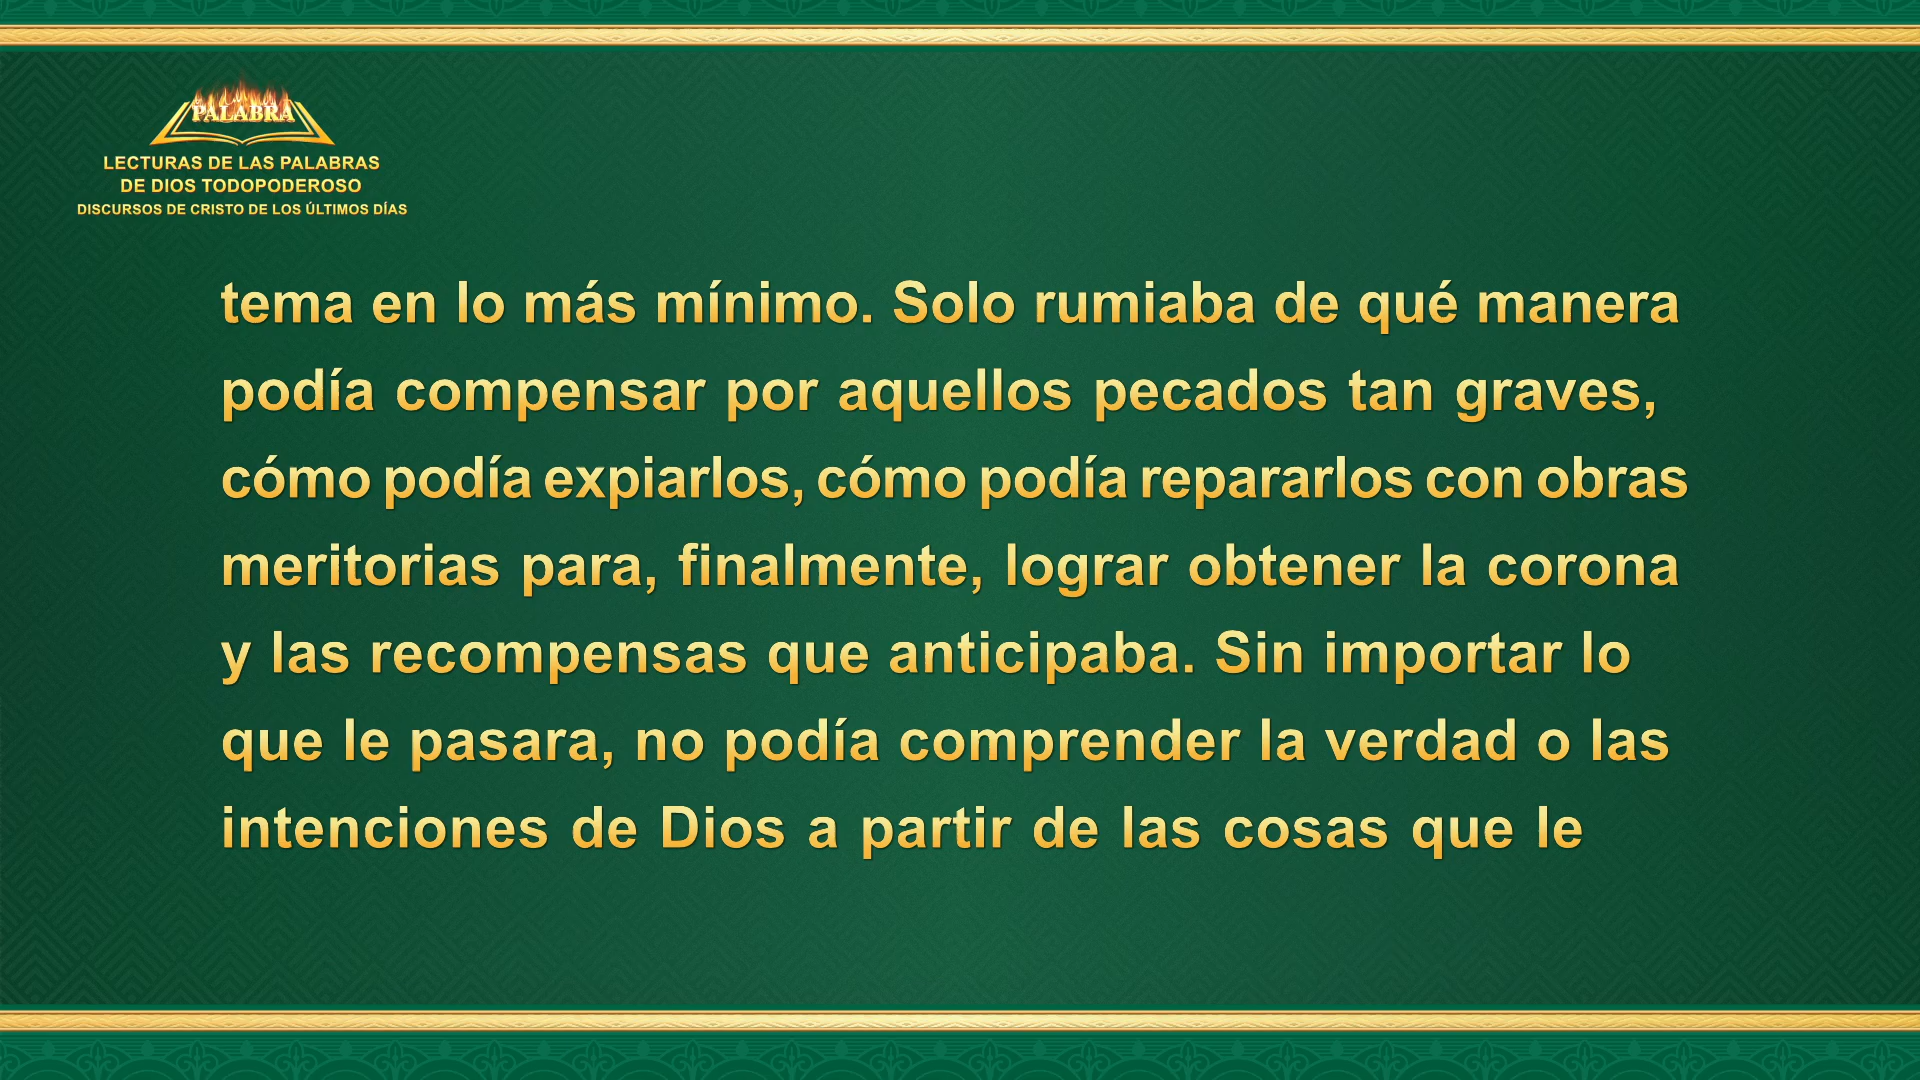 PALABRA
LECTURAS DE LAS PALABRAS
DE DIOS TODOPODEROSO
DISCURSOS DE CRISTO DE LOS ÚLTIMOS DÍAS
tema en lo más mínimo. Solo rumiaba de qué manera
podía compensar por aquellos pecados tan graves,
cómo podía expiarlos, cómo podía repararlos con obras
meritorias para, finalmente, lograr obtener la corona
y las recompensas que anticipaba. Sin importar lo
que le pasara, no podía comprender la verdad o las
intenciones de Dios a partir de las cosas que le